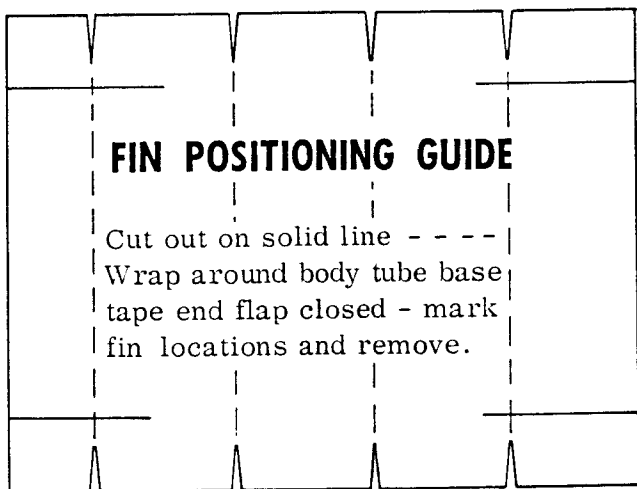 FIN POSITIONING GUIDE
Cut out on solid line - - - -
Wrap around body tube base
tape end flap closed - mark
fin locations and remove.